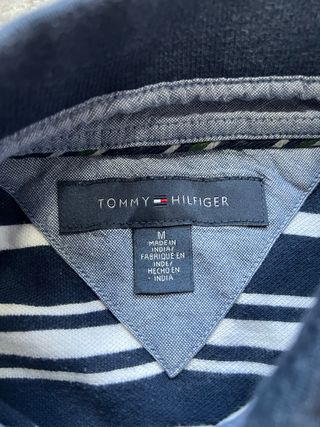 TOMMY HILFIGER
M
MADE IN
INDIA/
FABRIQUÉ EN
INDE/
HECHO EN
INDIA